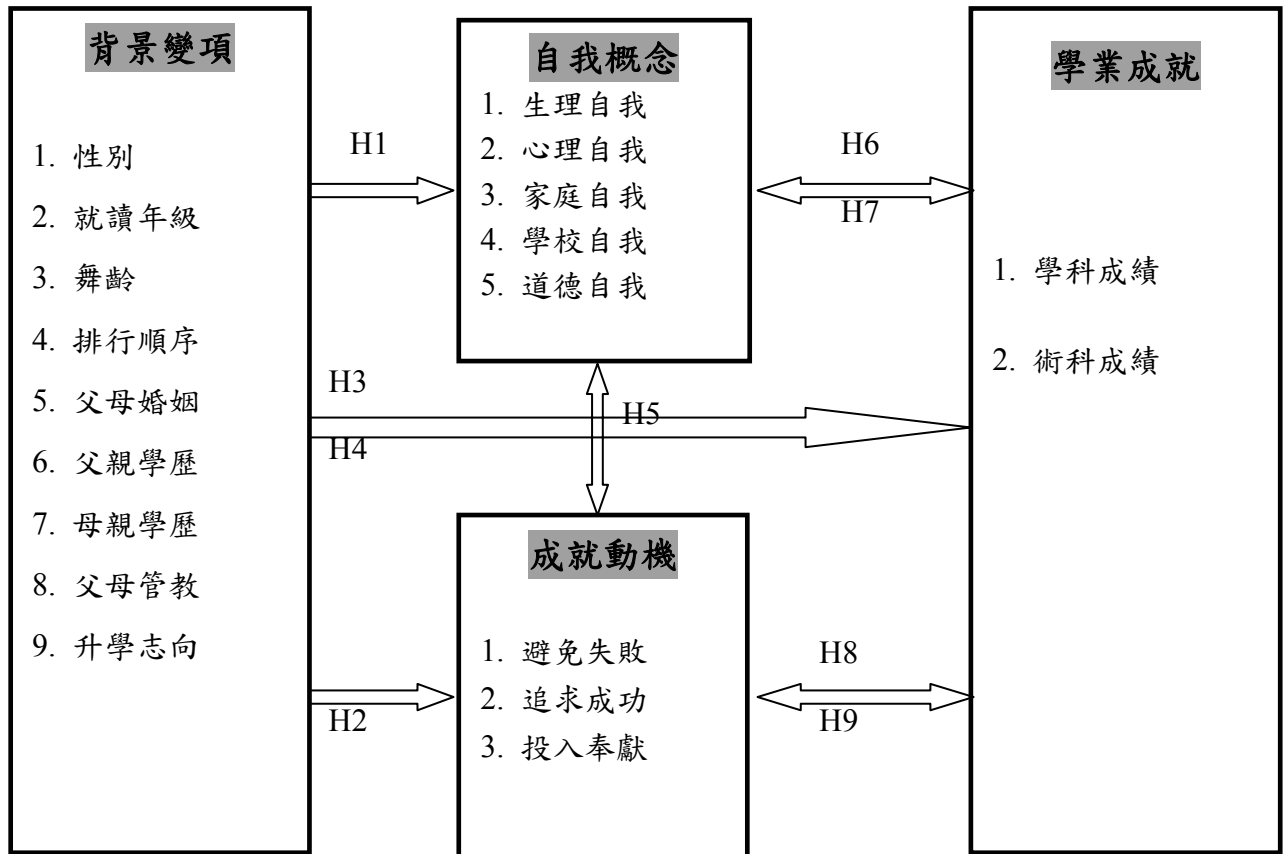 背景變項
1. 性別
2. 就讀年級
3. 舞齡
4. 排行順序
5. 父母婚姻
6. 父親學歷
7. 母親學歷
8. 父母管教
9. 升學志向
H1
H3
H4
H2
自我概念
1. 生理自我
2. 心理自我
3. 家庭自我
4. 學校自我
5. 道德自我
H5
成就動機
1. 避免失敗
2. 追求成功
3. 投入奉獻
H6
H7
H8
H9
學業成就
1. 學科成績
2. 術科成績